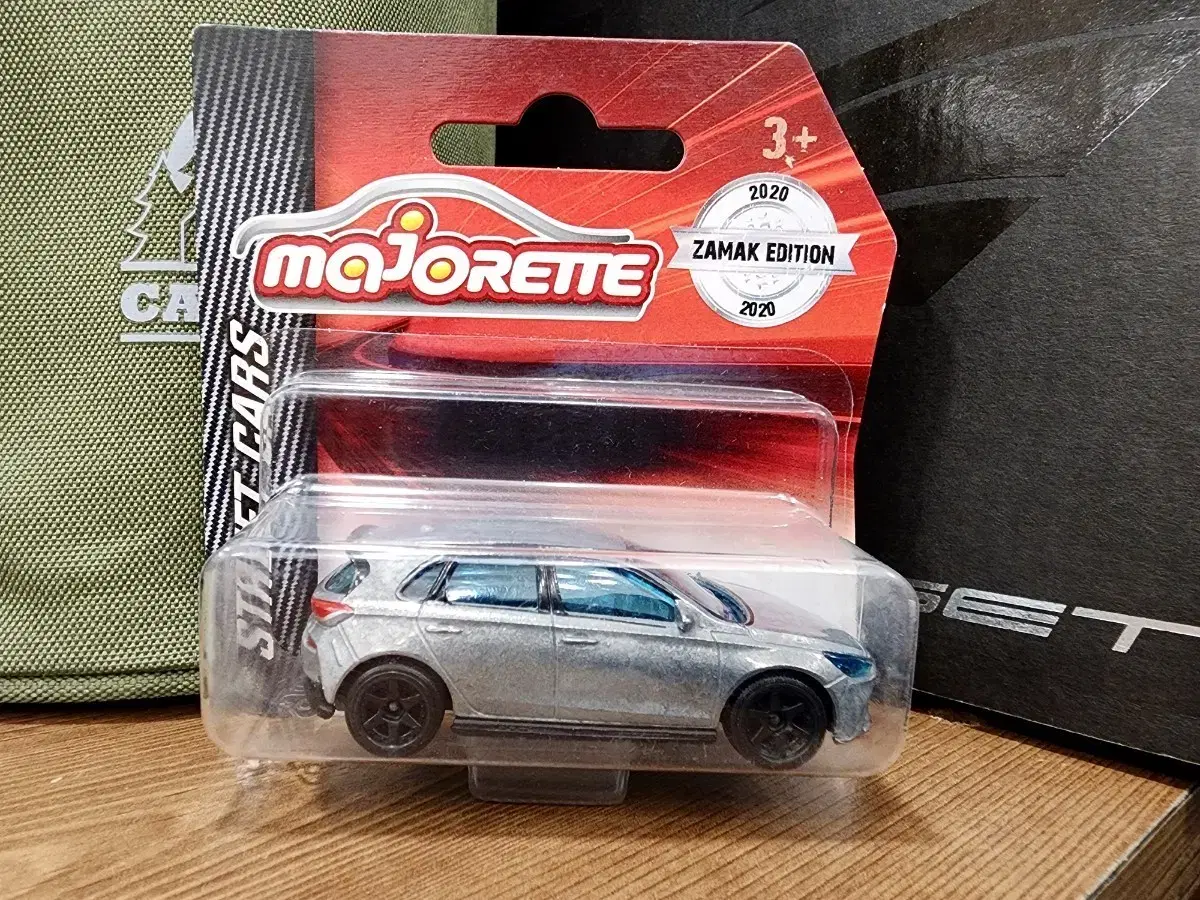 3+
majorette
2020
ZAMAK EDITION
2020
STREET CARS
CA
SET